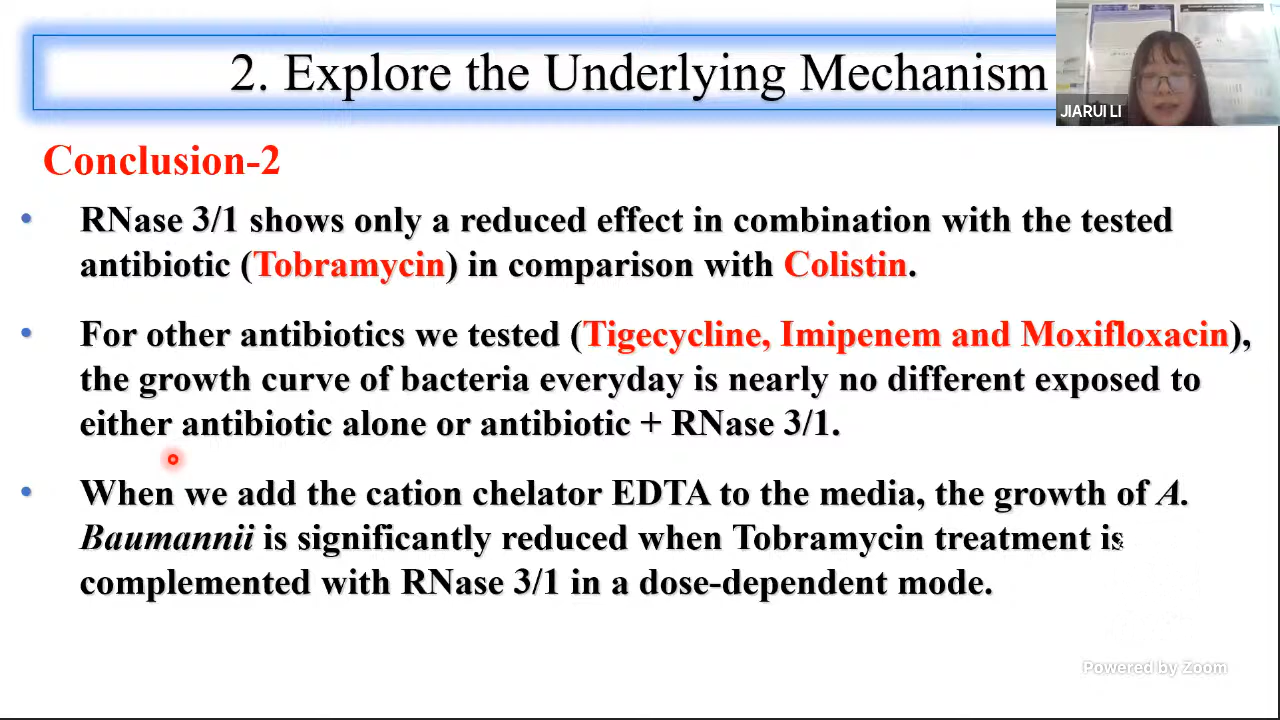 2. Explore the Underlying Mechanism
JIARUI LI
Conclusion-2
• RNase 3/1 shows only a reduced effect in combination with the tested
antibiotic (Tobramycin) in comparison with Colistin.
• For other antibiotics we tested (Tigecycline, Imipenem and Moxifloxacin),
the growth curve of bacteria everyday is nearly no different exposed to
either antibiotic alone or antibiotic + RNase 3/1.
• When we add the cation chelator EDTA to the media, the growth of A.
Baumannii is significantly reduced when Tobramycin treatment is
complemented with RNase 3/1 in a dose-dependent mode.
Powered by Zoom